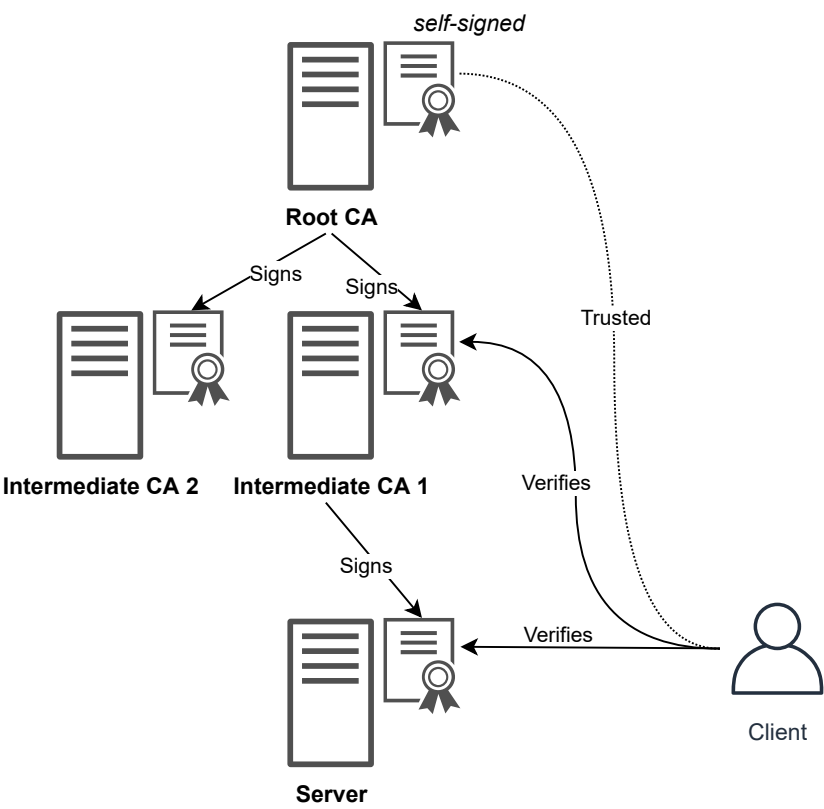 self-signed
Root CA
Signs
Signs
Trusted
Intermediate CA 2
Intermediate CA 1
Verifies
Signs
Verifies
Client
Server